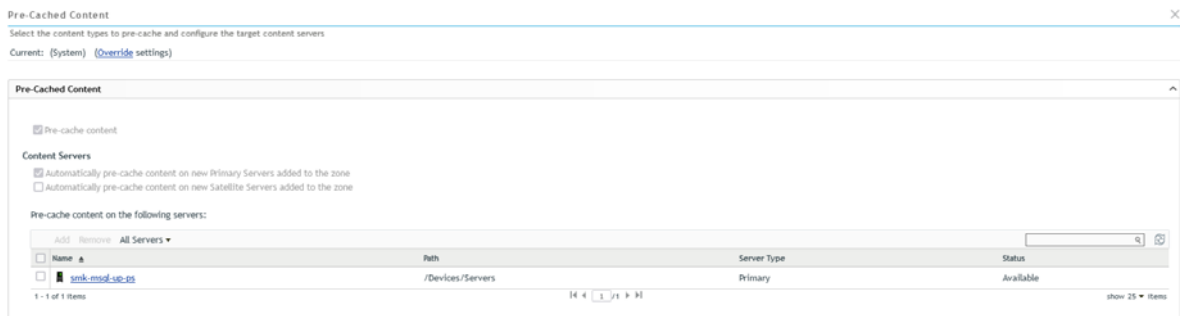 Pre-Cached Content
Select the content types to pre-cache and configure the target content servers
Current: (System) (Override settings)
Pre-Cached Content
Pre-cache content
Content Servers
Automatically pre-cache content on new Primary Servers added to the zone
Automatically pre-cache content on new Satellite Servers added to the zone
Pre-cache content on the following servers:
Add Remove All Servers
Name Path Server Type Status
smk-msql-up-ps /Devices/Servers Primary Available
1 - 1 of 1 items 1 /1 show 25 items